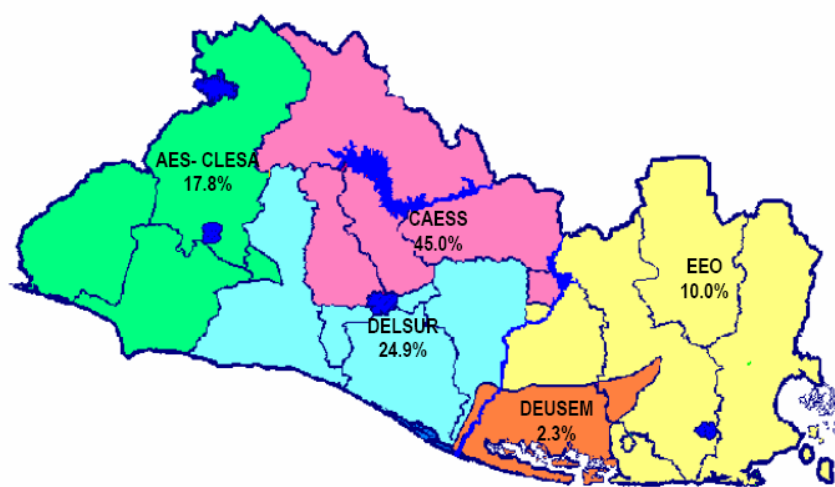 AES- CLESA
17.8%
CAESS
45.0%
EEO
10.0%
DELSUR
24.9%
DEUSEM
2.3%